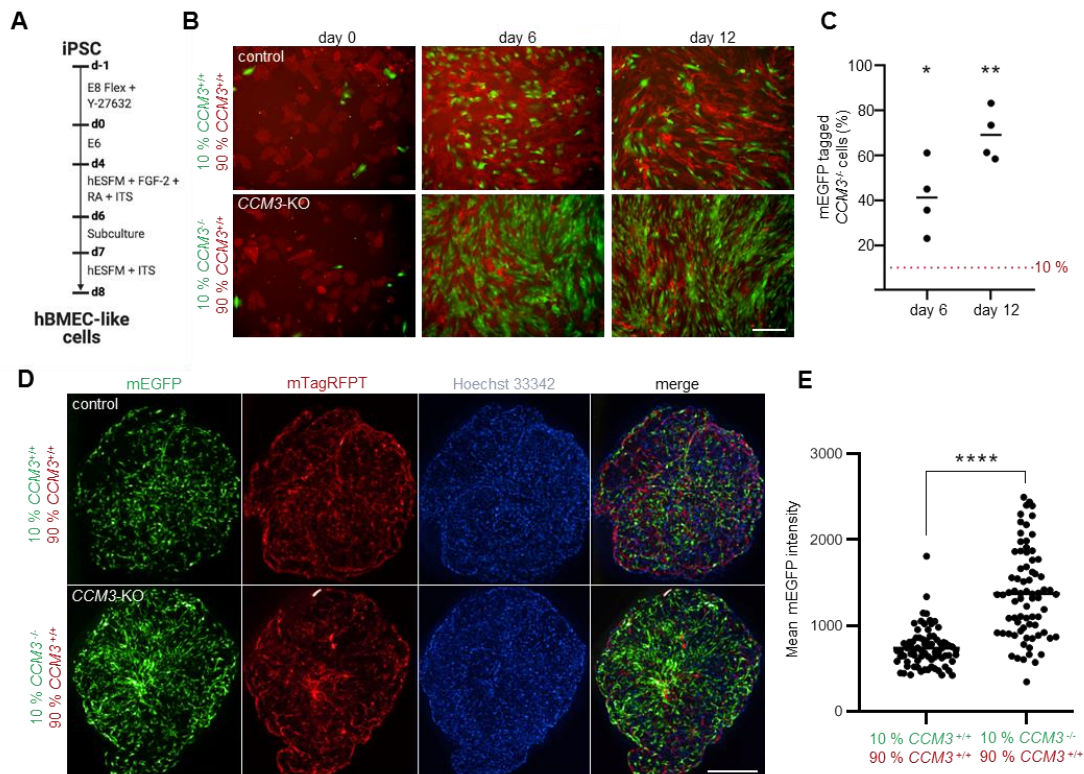 A
iPSC
d-1
E8 Flex +
Y-27632
d0
E6
d4
hESFM + FGF-2 +
RA + ITS
d6
Subculture
d7
hESFM + ITS
d8
hBMEC-like
cells
B
day 0
day 6
day 12
control
10 % CCM3+/+
90 % CCM3+/+
CCM3-KO
10 % CCM3-/-
90 % CCM3+/+
C
mEGFP tagged
CCM3-/- cells (%)
100
80
60
40
20
*
**
10 %
day 6
day 12
D
mEGFP
mTagRFPT
Hoechst 33342
merge
control
10 % CCM3+/+
90 % CCM3+/+
CCM3-KO
10 % CCM3-/-
90 % CCM3+/+
E
Mean mEGFP intensity
3000
2000
1000
0
****
10 % CCM3+/+
90 % CCM3+/+
10 % CCM3-/-
90 % CCM3+/+